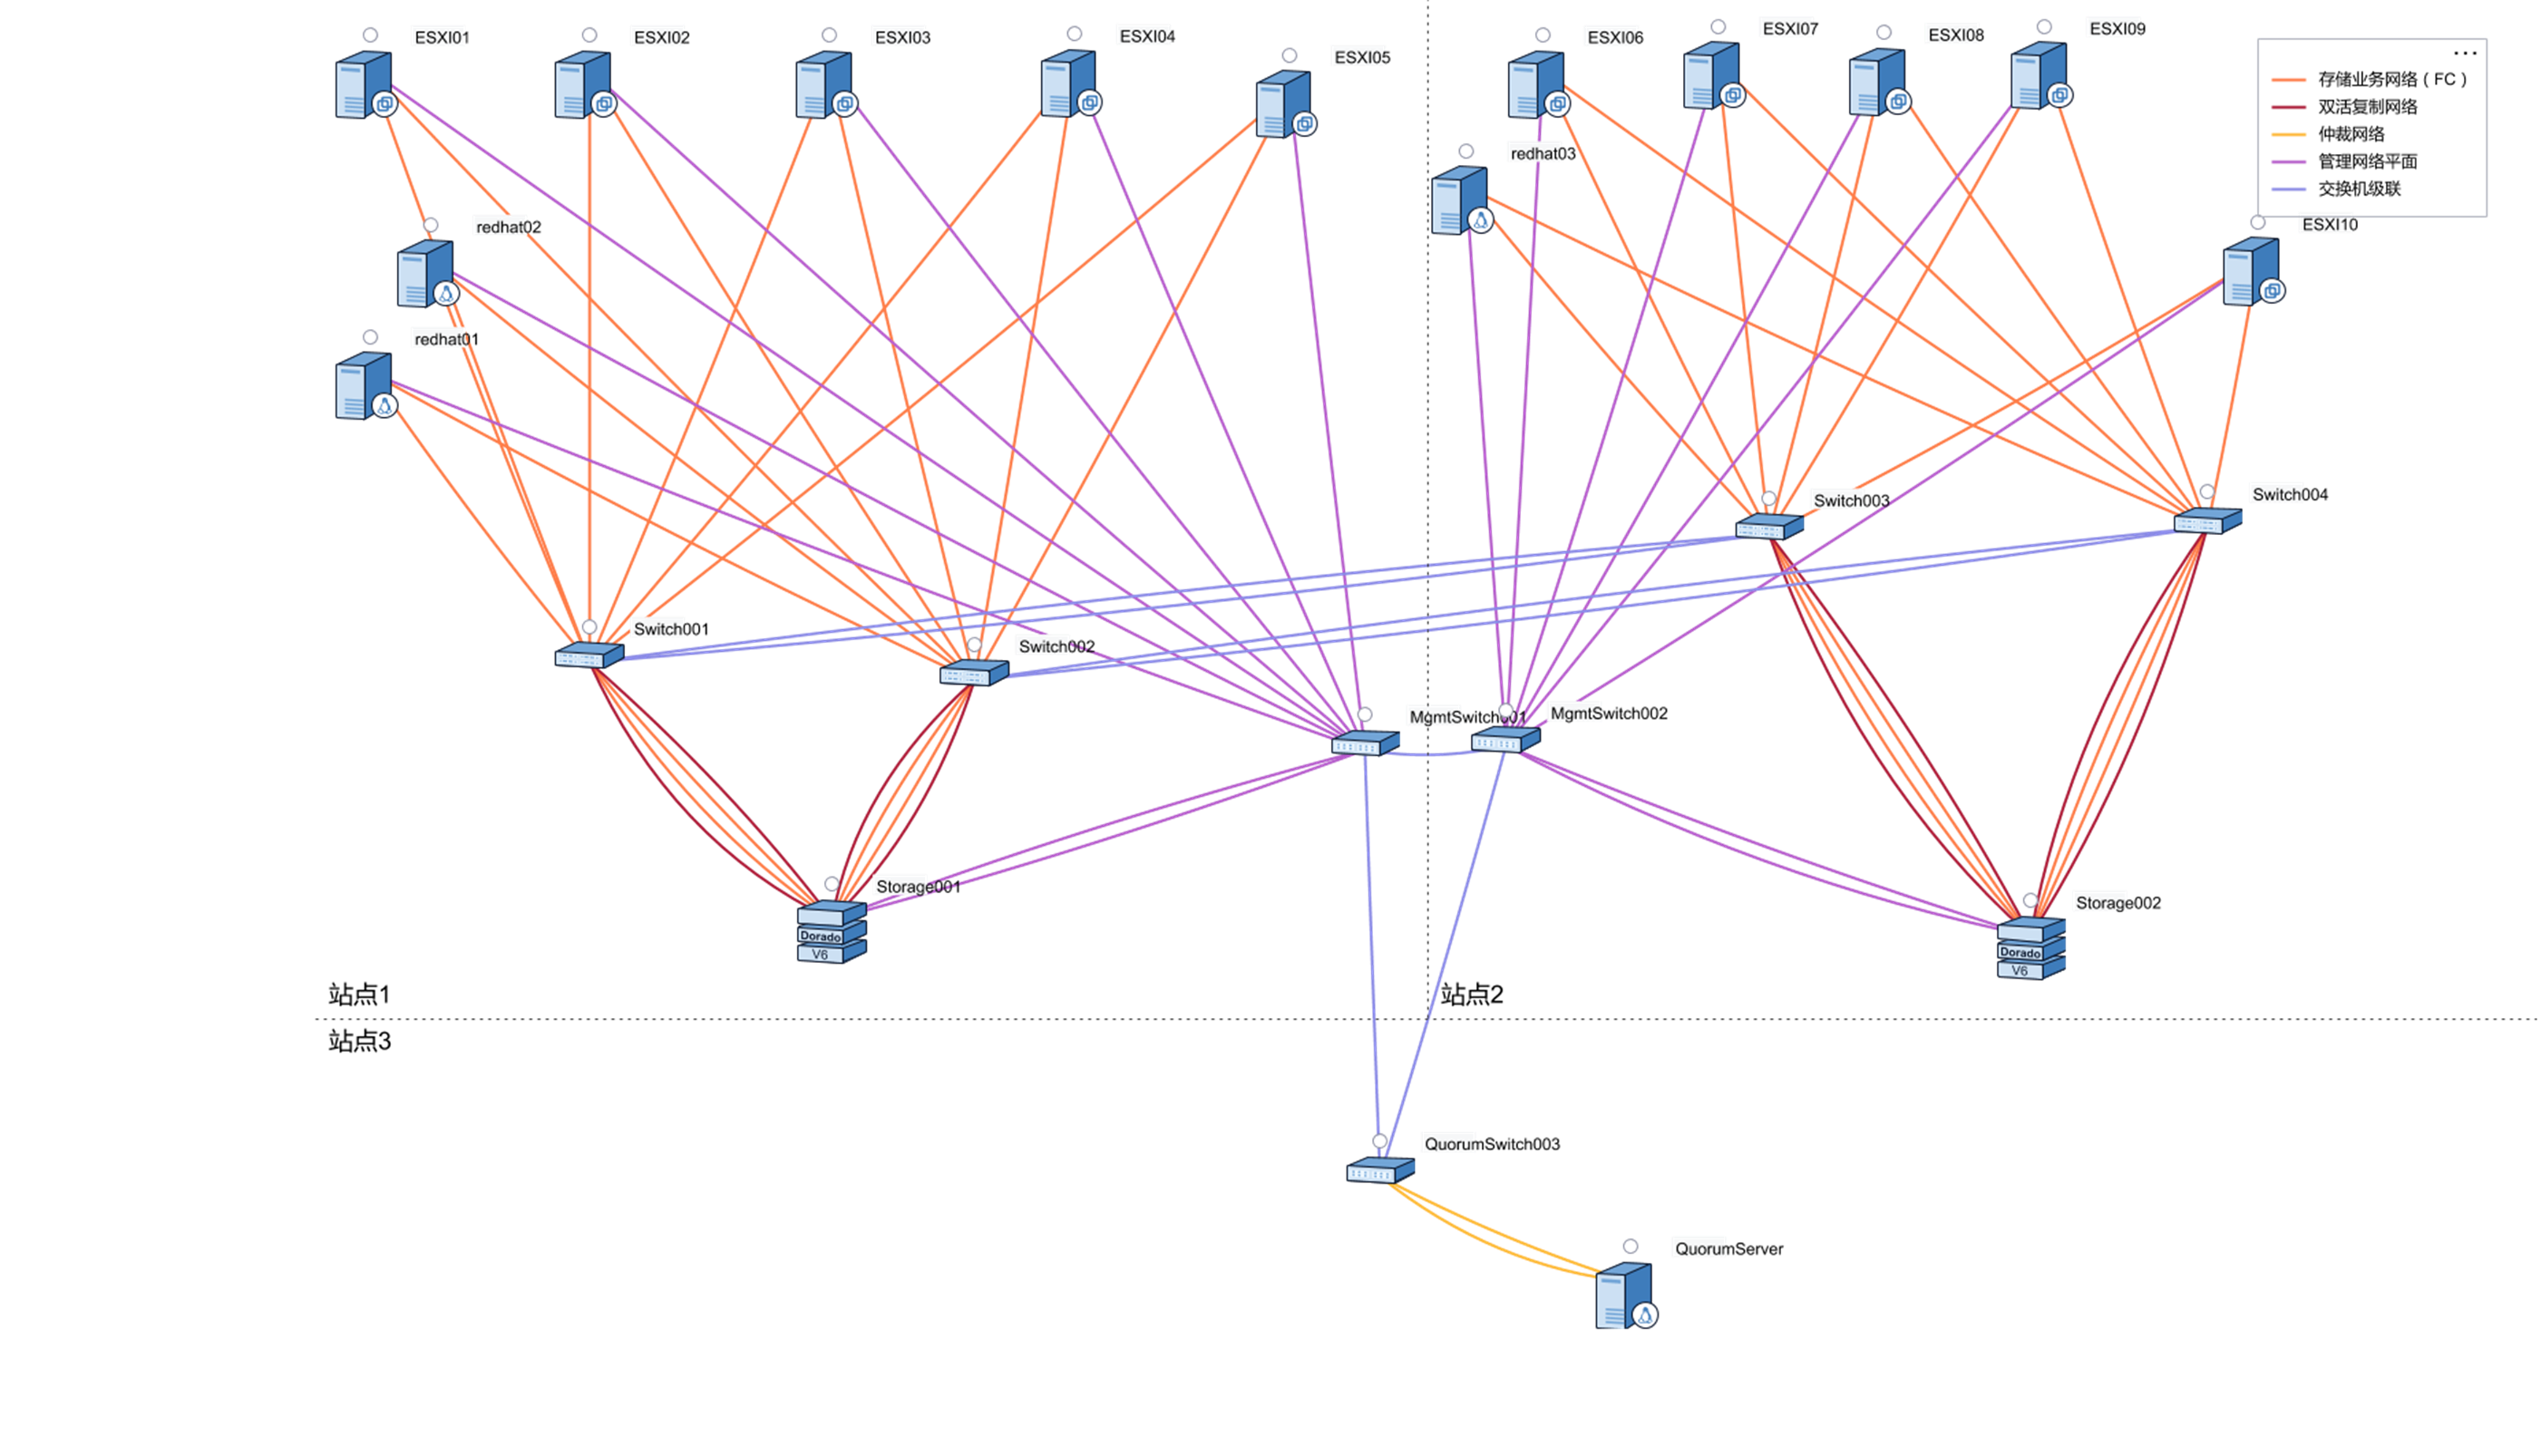 ESXI01
ESXI02
ESXI03
ESXI04
ESXI05
ESXI06
ESXI07
ESXI08
ESXI09
...
存储业务网络（FC）
双活复制网络
仲裁网络
管理网络平面
交换机级联
redhat03
redhat02
ESXI10
redhat01
Switch003
Switch004
Switch001
Switch002
MgmtSwitch001
MgmtSwitch002
Storage001
Dorado
V6
Storage002
Dorado
V6
站点1
站点2
站点3
QuorumSwitch003
QuorumServer